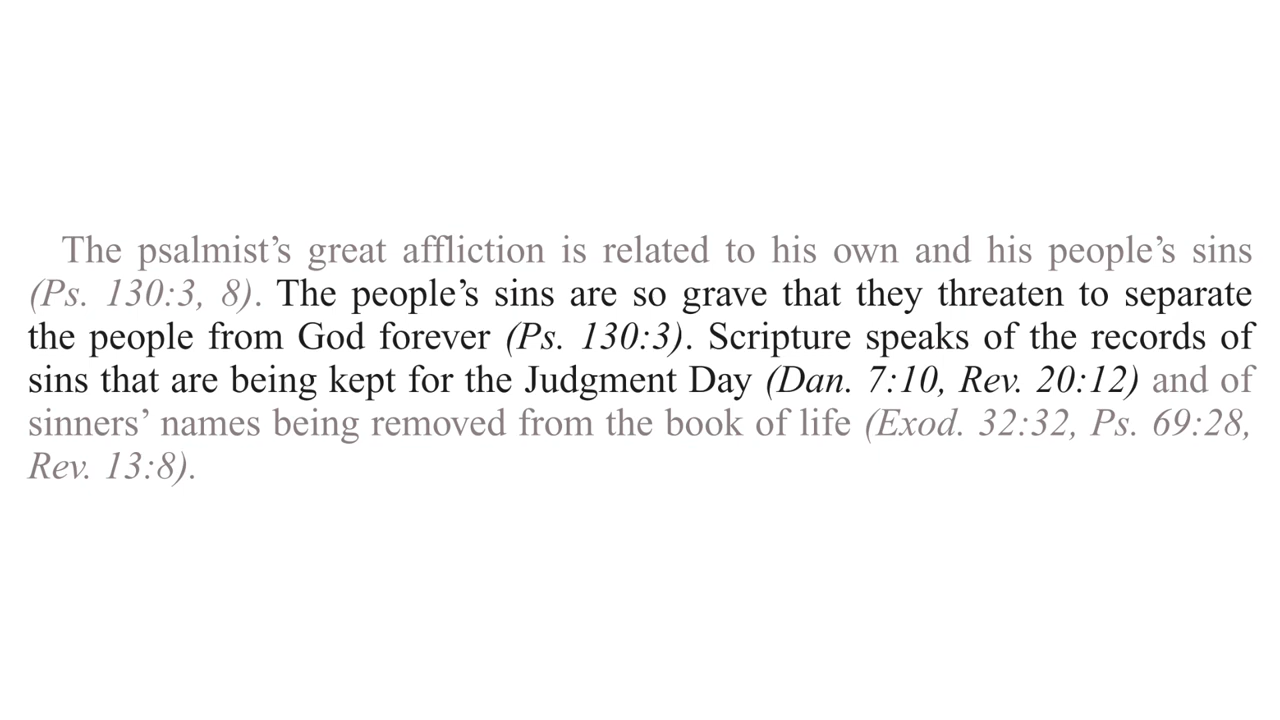 The psalmist’s great affliction is related to his own and his people’s sins
(Ps. 130:3, 8). The people’s sins are so grave that they threaten to separate
the people from God forever (Ps. 130:3). Scripture speaks of the records of
sins that are being kept for the Judgment Day (Dan. 7:10, Rev. 20:12) and of
sinners’ names being removed from the book of life (Exod. 32:32, Ps. 69:28,
Rev. 13:8).